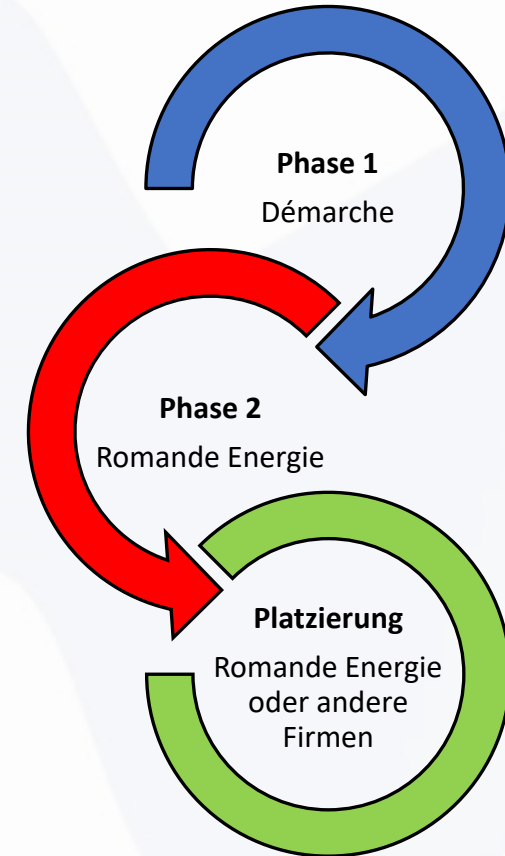 Phase 1
Démarche
Phase 2
Romande Energie
Platzierung
Romande Energie
oder andere
Firmen